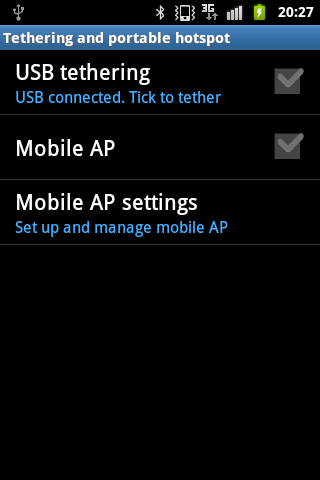 3G
20:27
Tethering and portable hotspot
USB tethering
USB connected. Tick to tether
Mobile AP
Mobile AP settings
Set up and manage mobile AP